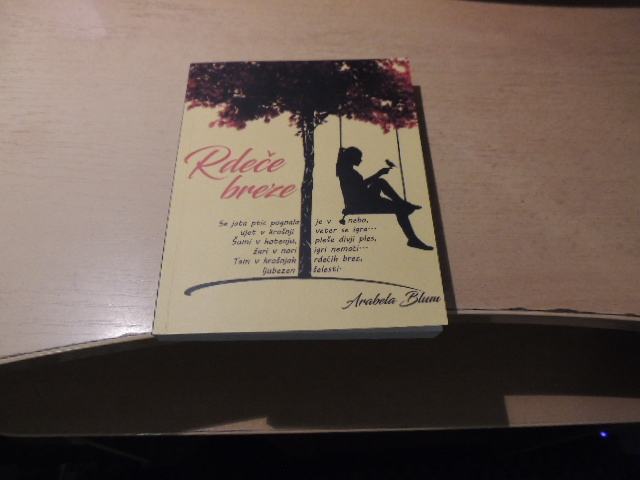 Rdeče
breze
Se jata ptic pognala je v nebo,
ujet v krošnji veter se igra...
Šumi v hotenju, pleše divji ples,
žari v nori igri nemoči...
Tam v krošnjah rdečih brez,
ljubezen šelesti.
Arabela Blum